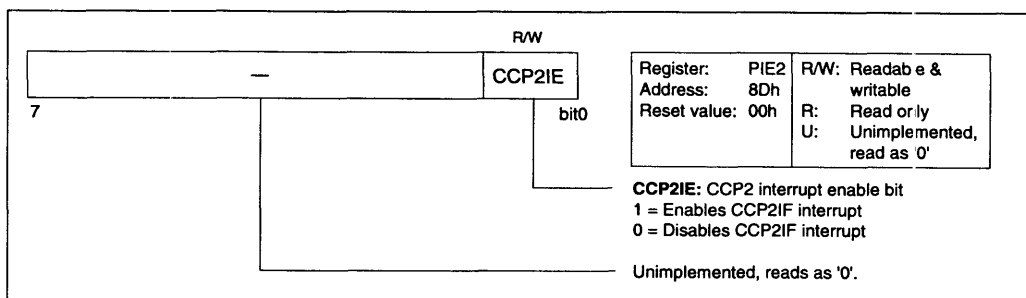 R/W
—
CCP2IE
7
bit0
Register: PIE2
Address: 8Dh
Reset value: 00h
R/W: Readable &
writable
R: Read only
U: Unimplemented,
read as '0'
CCP2IE: CCP2 interrupt enable bit
1 = Enables CCP2IF interrupt
0 = Disables CCP2IF interrupt
Unimplemented, reads as '0'.